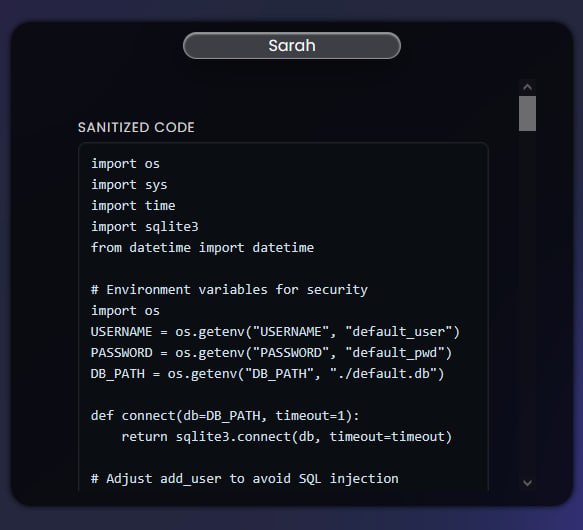 Sarah
SANITIZED CODE
import os
import sys
import time
import sqlite3
from datetime import datetime

# Environment variables for security
import os
USERNAME = os.getenv("USERNAME", "default_user")
PASSWORD = os.getenv("PASSWORD", "default_pwd")
DB_PATH = os.getenv("DB_PATH", "./default.db")

def connect(db=DB_PATH, timeout=1):
    return sqlite3.connect(db, timeout=timeout)

# Adjust add_user to avoid SQL injection